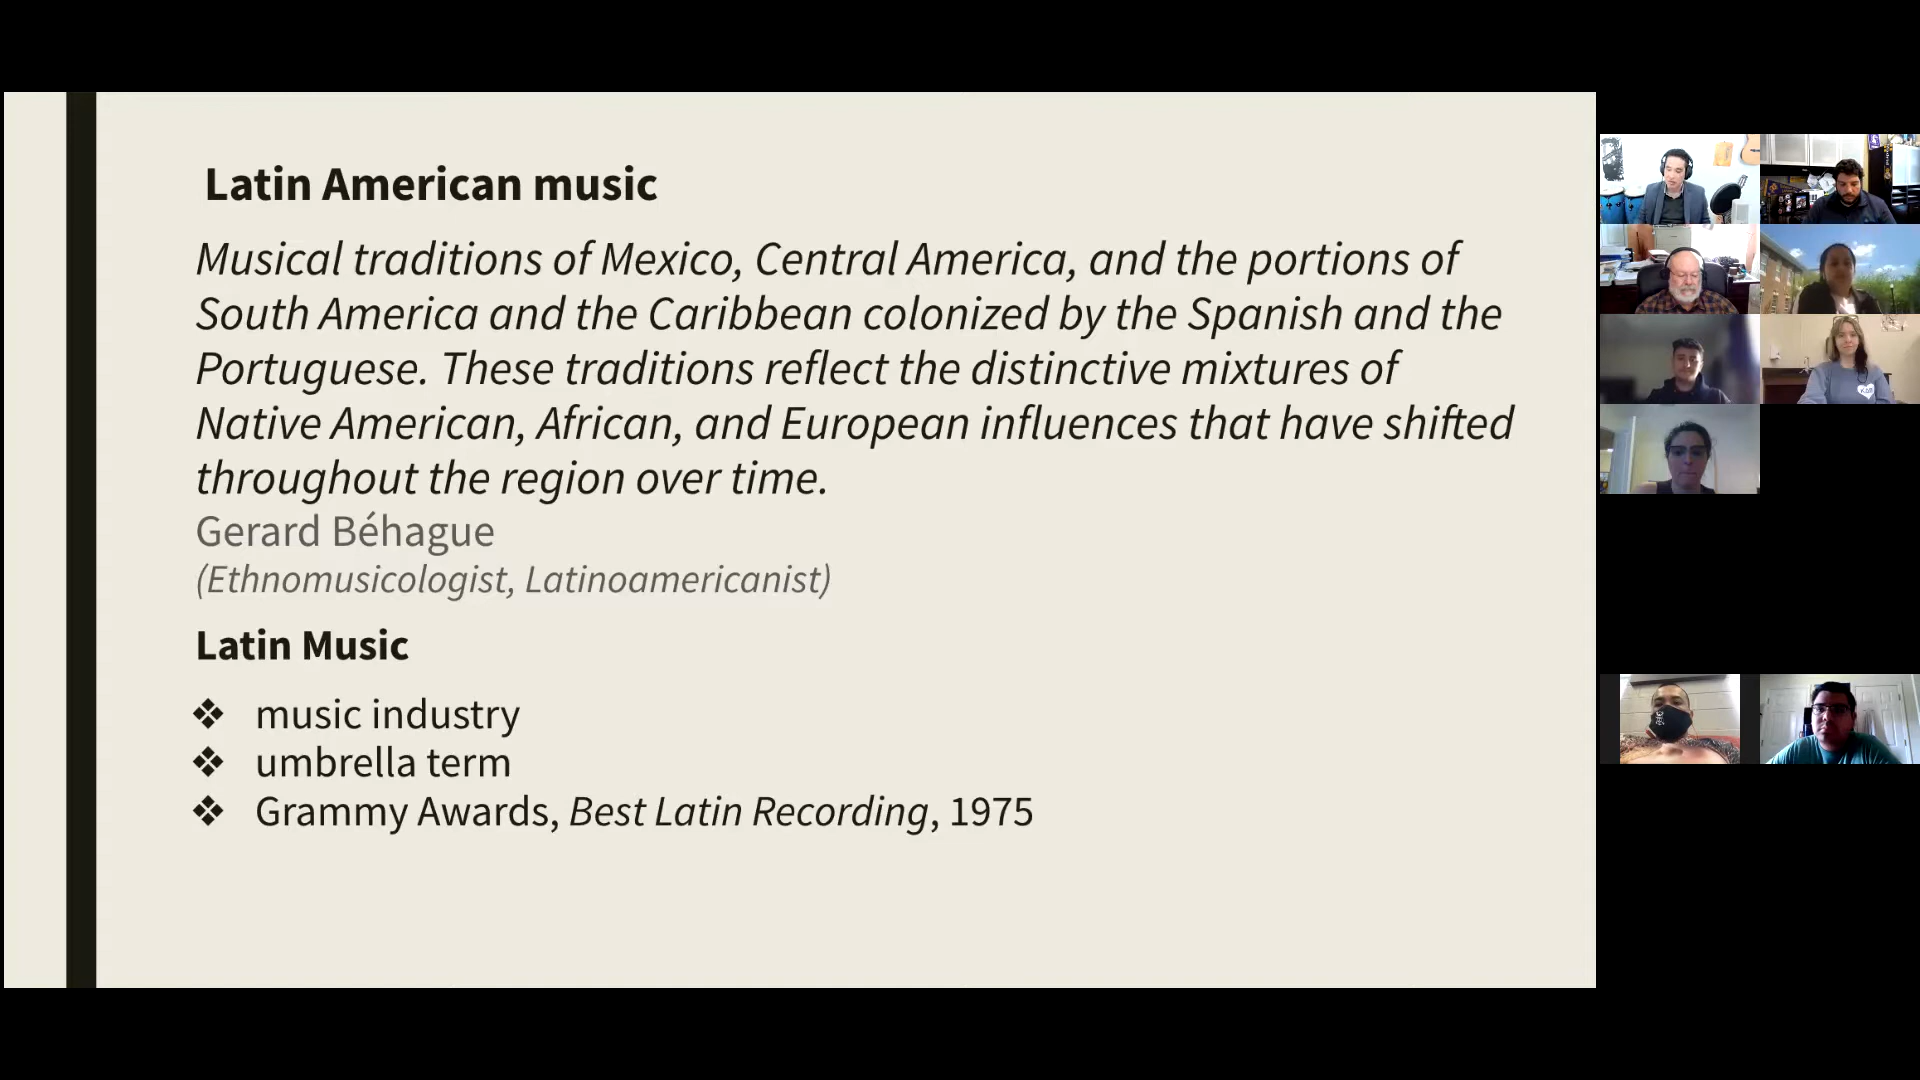 Latin American music
Musical traditions of Mexico, Central America, and the portions of
South America and the Caribbean colonized by the Spanish and the
Portuguese. These traditions reflect the distinctive mixtures of
Native American, African, and European influences that have shifted
throughout the region over time.
Gerard Béhague
(Ethnomusicologist, Latinoamericanist)
Latin Music
❖ music industry
❖ umbrella term
❖ Grammy Awards, Best Latin Recording, 1975